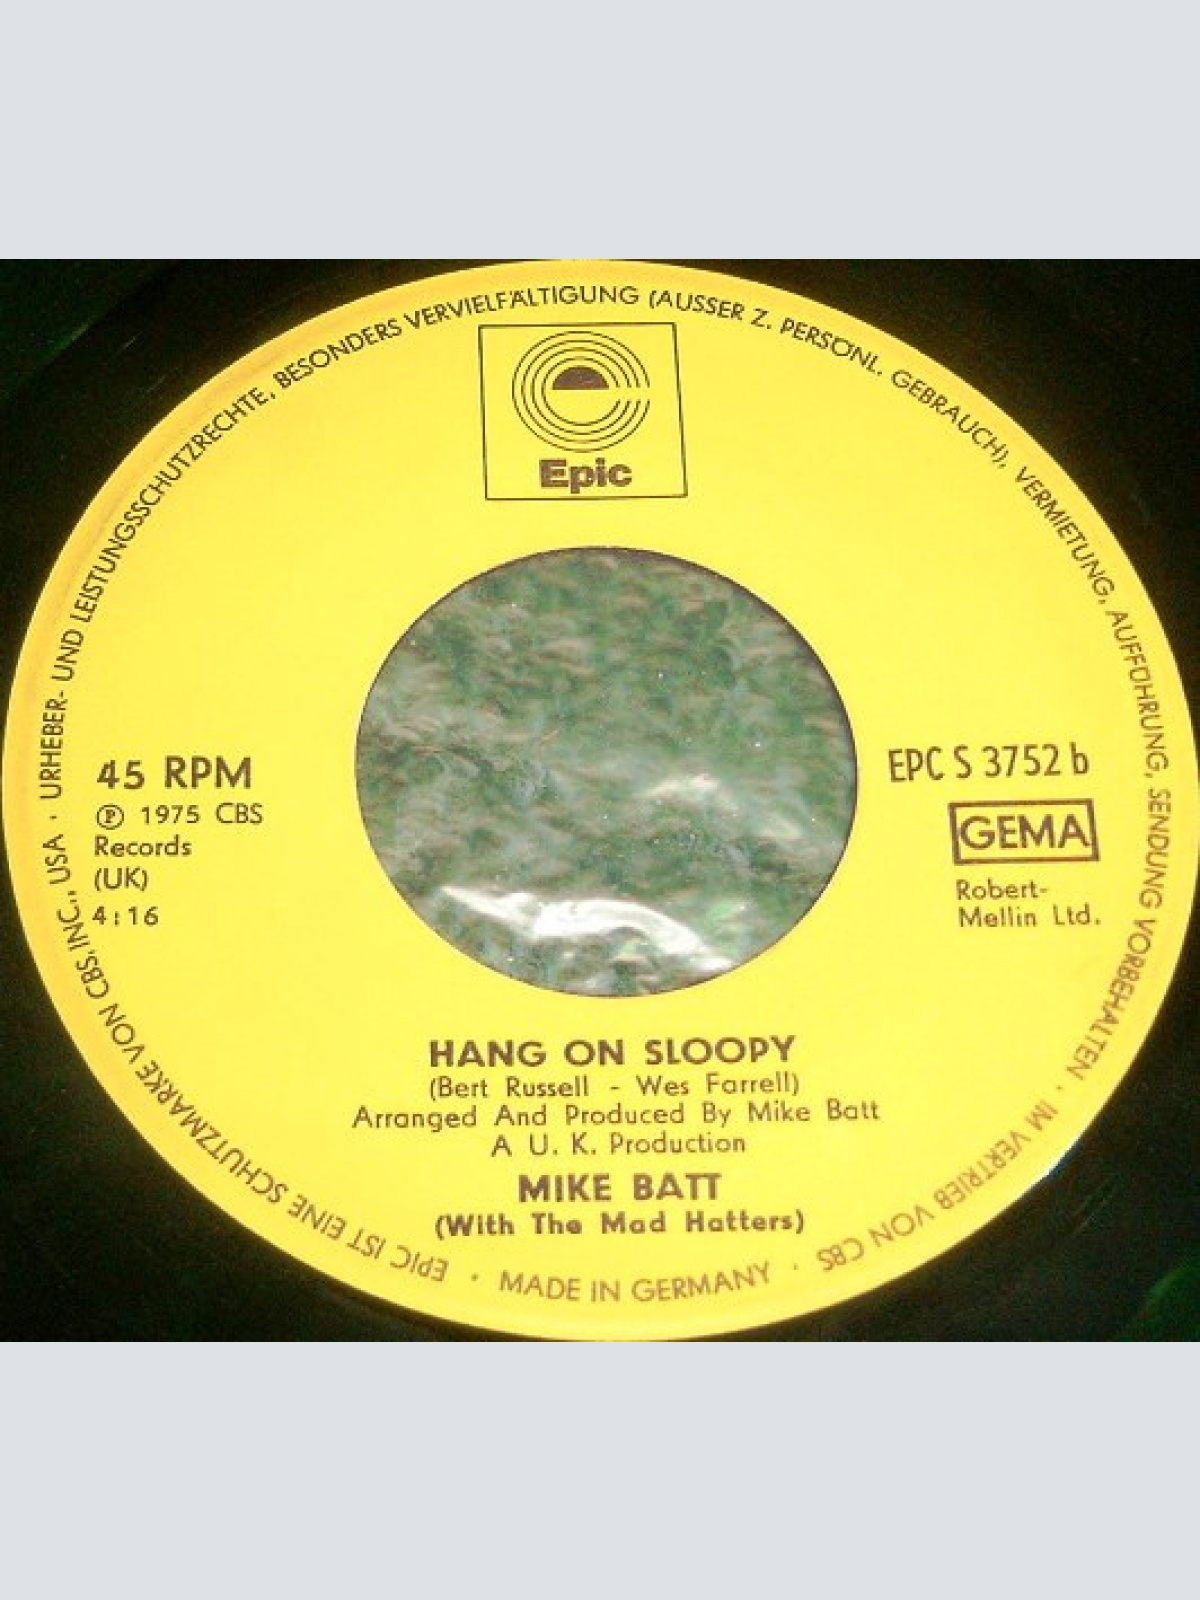 URHEBER- UND LEISTUNGSSCHUTZRECHTE, BESONDERS VERVIELFÄLTIGUNG (AUSSER Z. PERSÖNL. GEBRAUCH), VERMIETUNG, AUFFÜHRUNG, SENDUNG VORBEHALTEN · IM VERTRIEB VON CBS ·
Epic
45 RPM
Ⓟ 1975 CBS
Records
(UK)
4:16
EPC S 3752 b
GEMA
Robert-
Mellin Ltd.
HANG ON SLOOPY
(Bert Russell - Wes Farrell)
Arranged And Produced By Mike Batt
A U. K. Production
MIKE BATT
(With The Mad Hatters)
MADE IN GERMANY ·
EPIC IST EINE SCHUTZMARKE VON CBS, INC., USA ·